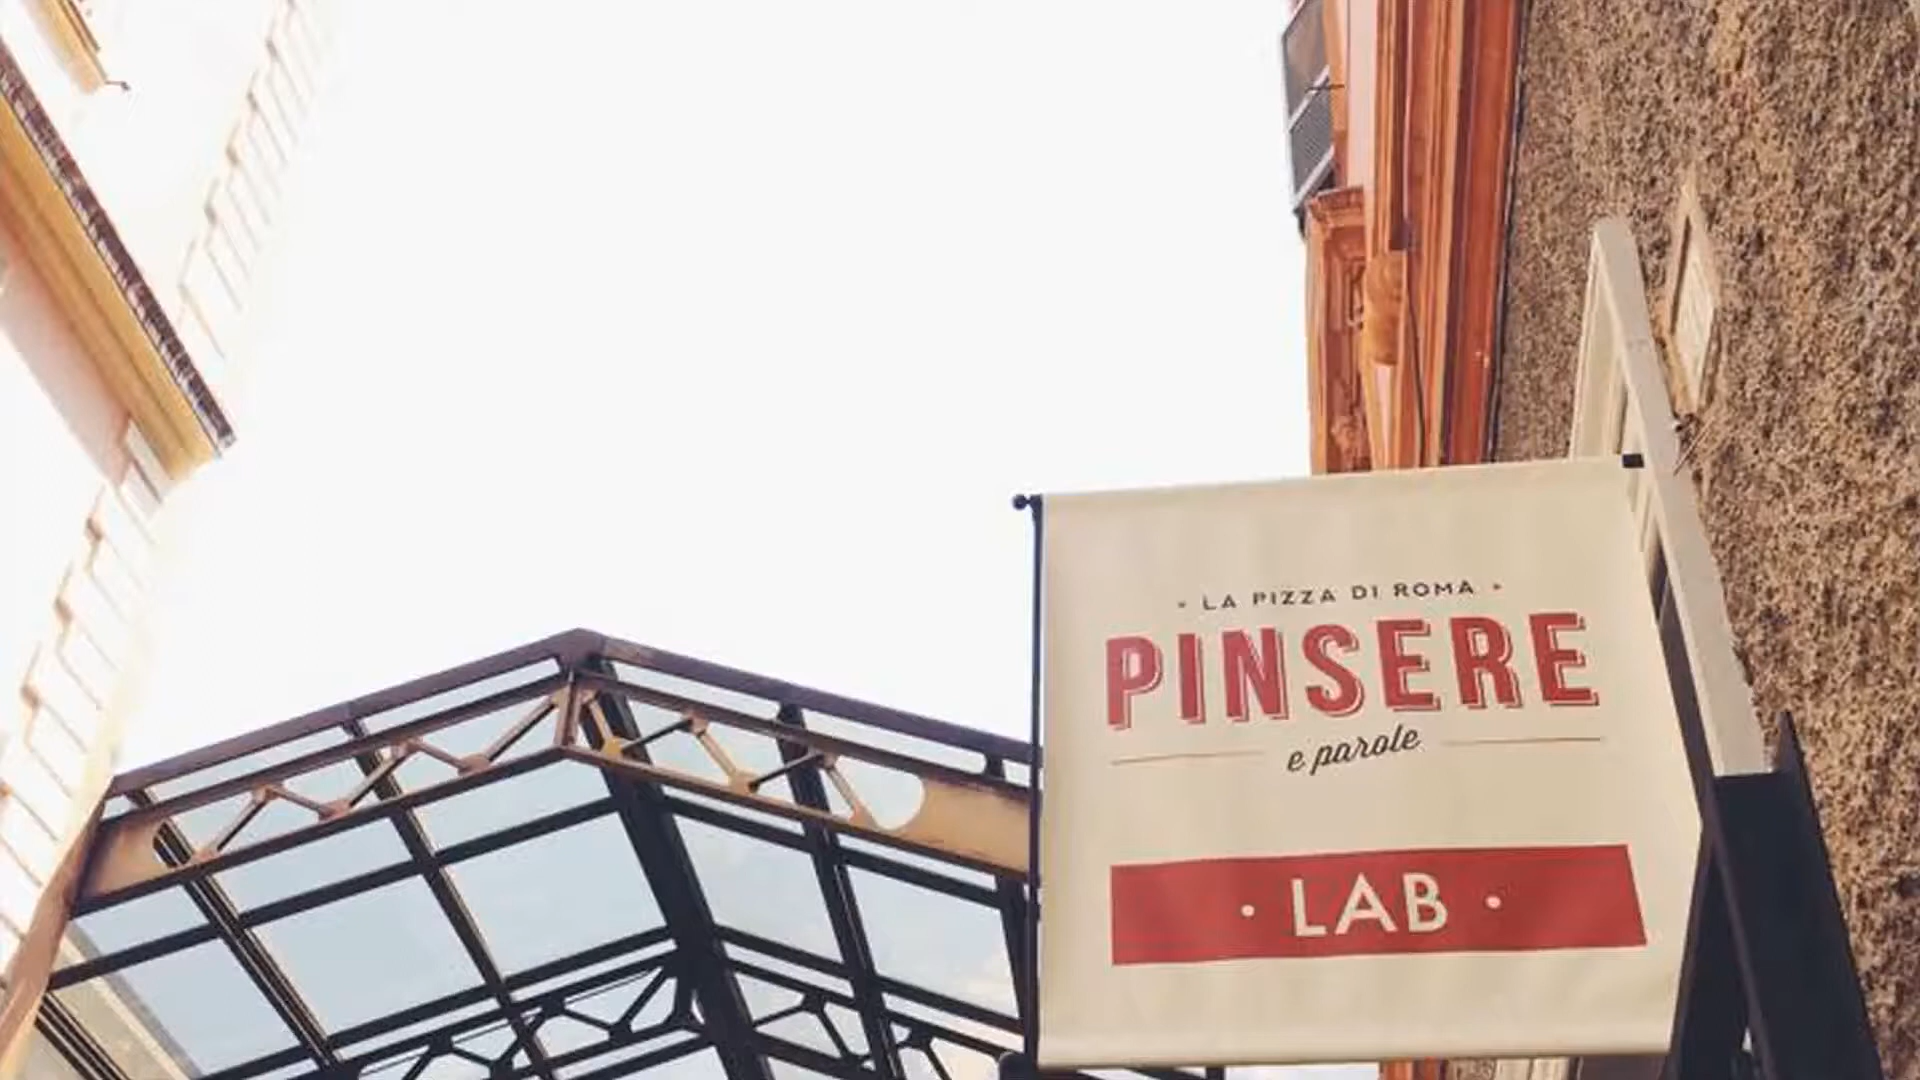 • LA PIZZA DI ROMA •
PINSERE
e parole
• LAB •